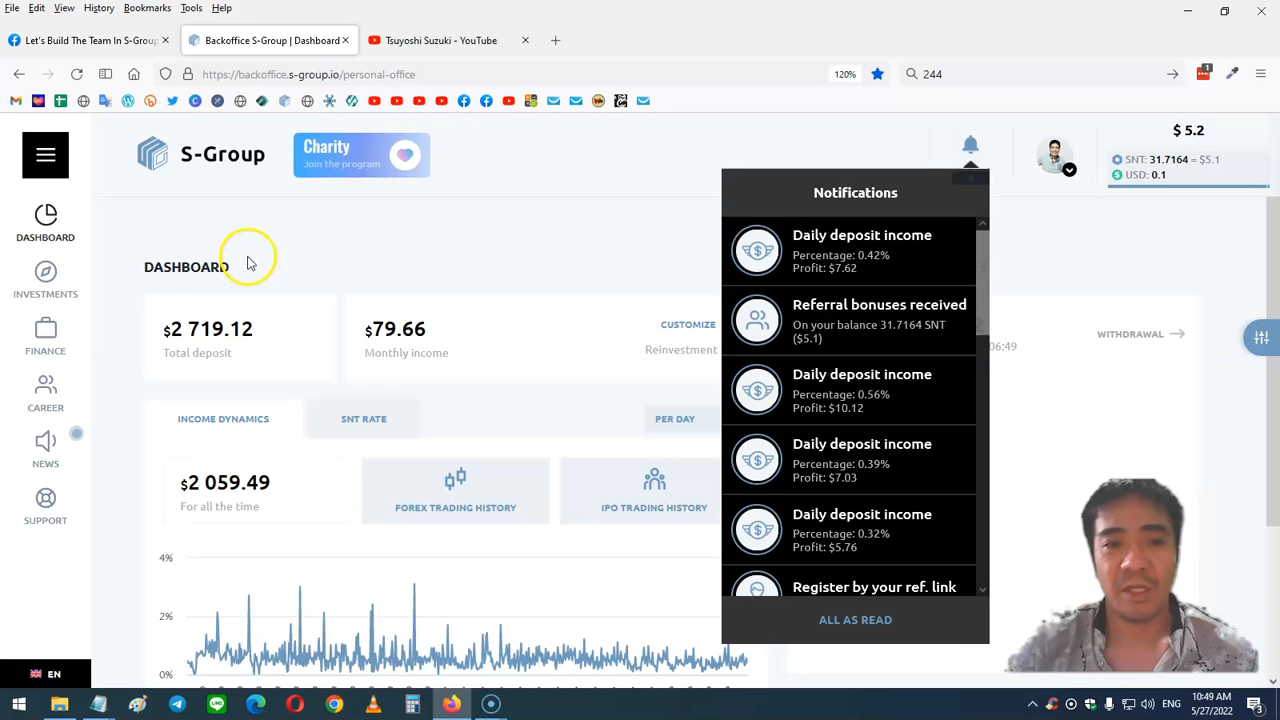 File Edit View History Bookmarks Tools Help
Let's Build The Team In S-Group
Backoffice S-Group | Dashboard
Tsuyoshi Suzuki - YouTube
https://backoffice.s-group.io/personal-office
120%
244
1
S-Group
Charity
Join the program
$ 5.2
SNT: 31.7164 = $5.1
USD: 0.1
DASHBOARD
INVESTMENTS
FINANCE
CAREER
NEWS
SUPPORT
EN
DASHBOARD
$2 719.12
Total deposit
$79.66
Monthly income
CUSTOMIZE
Reinvestment
06:49
WITHDRAWAL
INCOME DYNAMICS
SNT RATE
PER DAY
$2 059.49
For all the time
FOREX TRADING HISTORY
IPO TRADING HISTORY
4%
2%
0%
Notifications
Daily deposit income
Percentage: 0.42%
Profit: $7.62
Referral bonuses received
On your balance 31.7164 SNT
($5.1)
Daily deposit income
Percentage: 0.56%
Profit: $10.12
Daily deposit income
Percentage: 0.39%
Profit: $7.03
Daily deposit income
Percentage: 0.32%
Profit: $5.76
Register by your ref. link
ALL AS READ
10:49 AM
5/27/2022
3